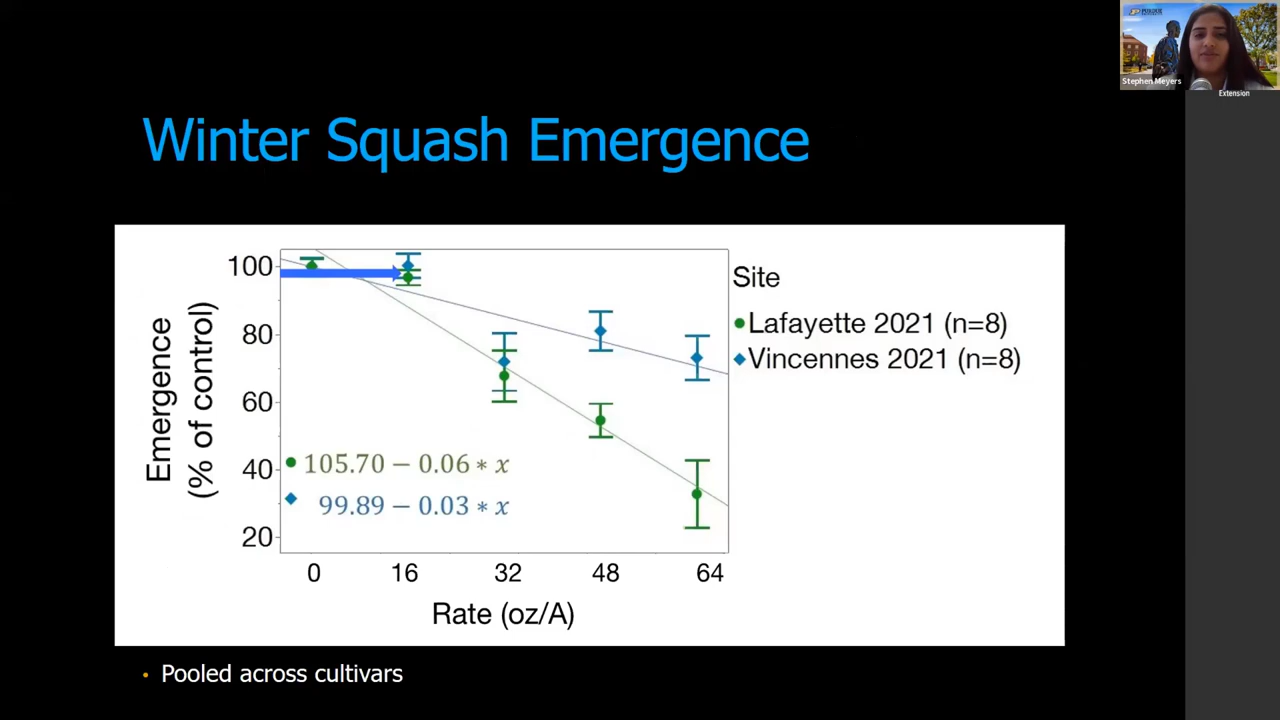 PURDUE
Stephen Meyers
Extension
Winter Squash Emergence
Emergence
(% of control)
100
80
60
40
20
105.70 − 0.06 ∗ x
99.89 − 0.03 ∗ x
0 16 32 48 64
Rate (oz/A)
Site
Lafayette 2021 (n=8)
Vincennes 2021 (n=8)
• Pooled across cultivars